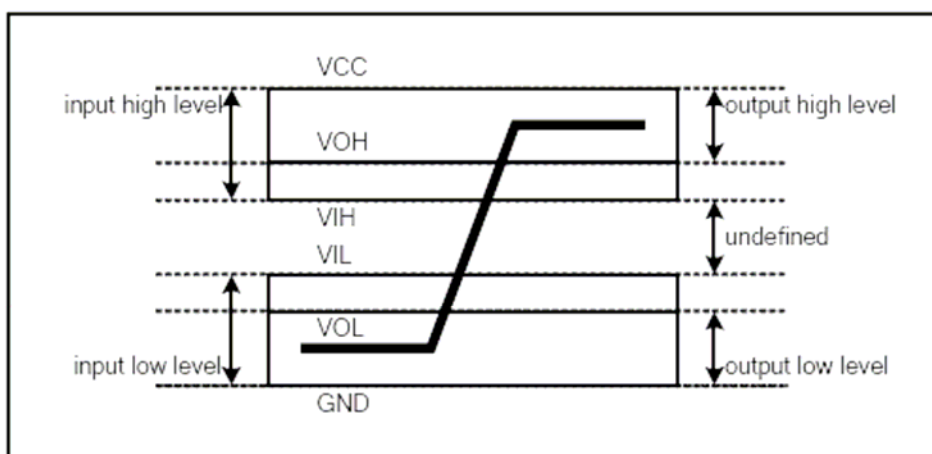 VCC
input high level
output high level
VOH
VIH
undefined
VIL
VOL
input low level
output low level
GND